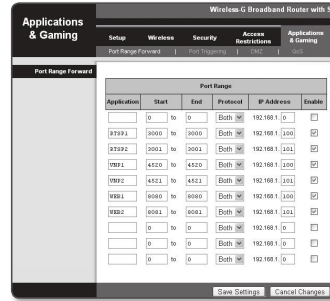 Wireless-G Broadband Router with S
Applications & Gaming
Setup Wireless Security Access Restrictions Applications & Gaming
Port Range Forward | Port Triggering | DMZ | QoS
Port Range Forward
Port Range
Application Start End Protocol IP Address Enable
0 to 0 Both 192.168.1. 0
RTSP1 3000 to 3000 Both 192.168.1. 100
RTSP2 3001 to 3001 Both 192.168.1. 101
VNP1 4520 to 4520 Both 192.168.1. 100
VNP2 4521 to 4521 Both 192.168.1. 101
WEB1 8080 to 8080 Both 192.168.1. 100
WEB2 8081 to 8081 Both 192.168.1. 101
0 to 0 Both 192.168.1. 0
0 to 0 Both 192.168.1. 0
0 to 0 Both 192.168.1. 0
Save Settings Cancel Changes